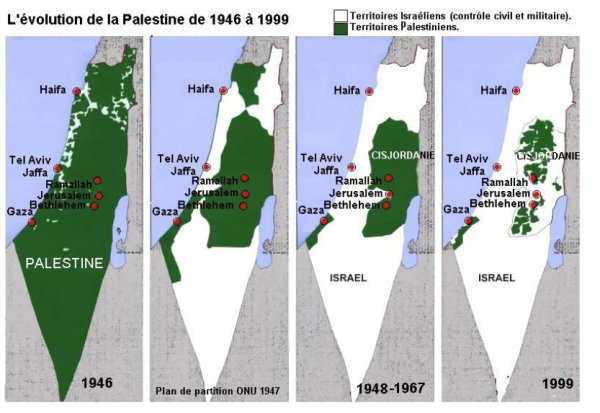 L'évolution de la Palestine de 1946 à 1999
Territoires Israéliens (contrôle civil et militaire).
Territoires Palestiniens.
Haifa
Tel Aviv
Jaffa
Ramallah
Jerusalem
Bethlehem
Gaza
PALESTINE
1946
Haifa
Tel Aviv
Jaffa
Ramallah
Jerusalem
Bethlehem
Gaza
Plan de partition ONU 1947
Haifa
CISJORDANIE
Tel Aviv
Jaffa
Ramallah
Jerusalem
Bethlehem
Gaza
ISRAEL
1948-1967
Haifa
CISJORDANIE
Tel Aviv
Jaffa
Ramallah
Jerusalem
Bethlehem
Gaza
ISRAEL
1999